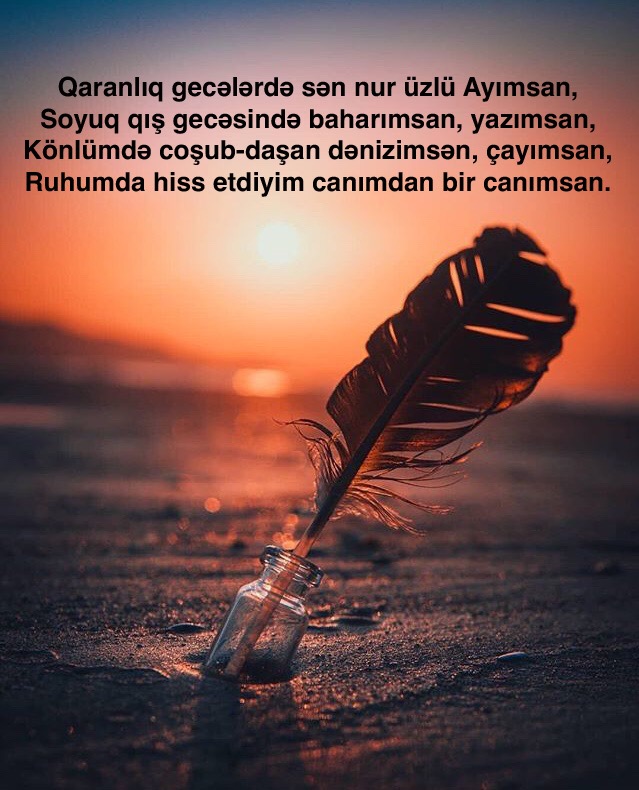 Qaranlıq gecələrdə sən nur üzlü Ayımsan,
Soyuq qış gecəsində baharımsan, yazımsan,
Könlümdə coşub-daşan dənizimsən, çayımsan,
Ruhumda hiss etdiyim canımdan bir canımsan.